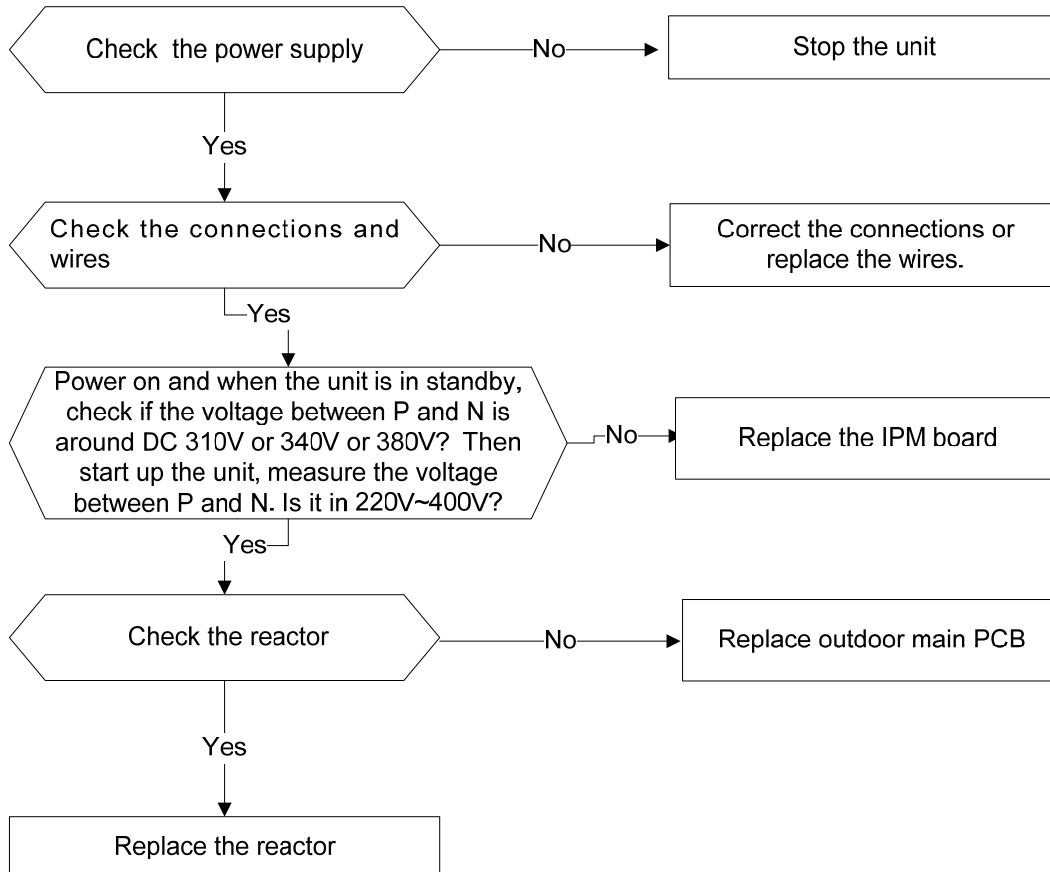 Check the power supply
No
Stop the unit
Yes
Check the connections and
wires
No
Correct the connections or
replace the wires.
Yes
Power on and when the unit is in standby,
check if the voltage between P and N is
around DC 310V or 340V or 380V? Then
start up the unit, measure the voltage
between P and N. Is it in 220V~400V?
No
Replace the IPM board
Yes
Check the reactor
No
Replace outdoor main PCB
Yes
Replace the reactor